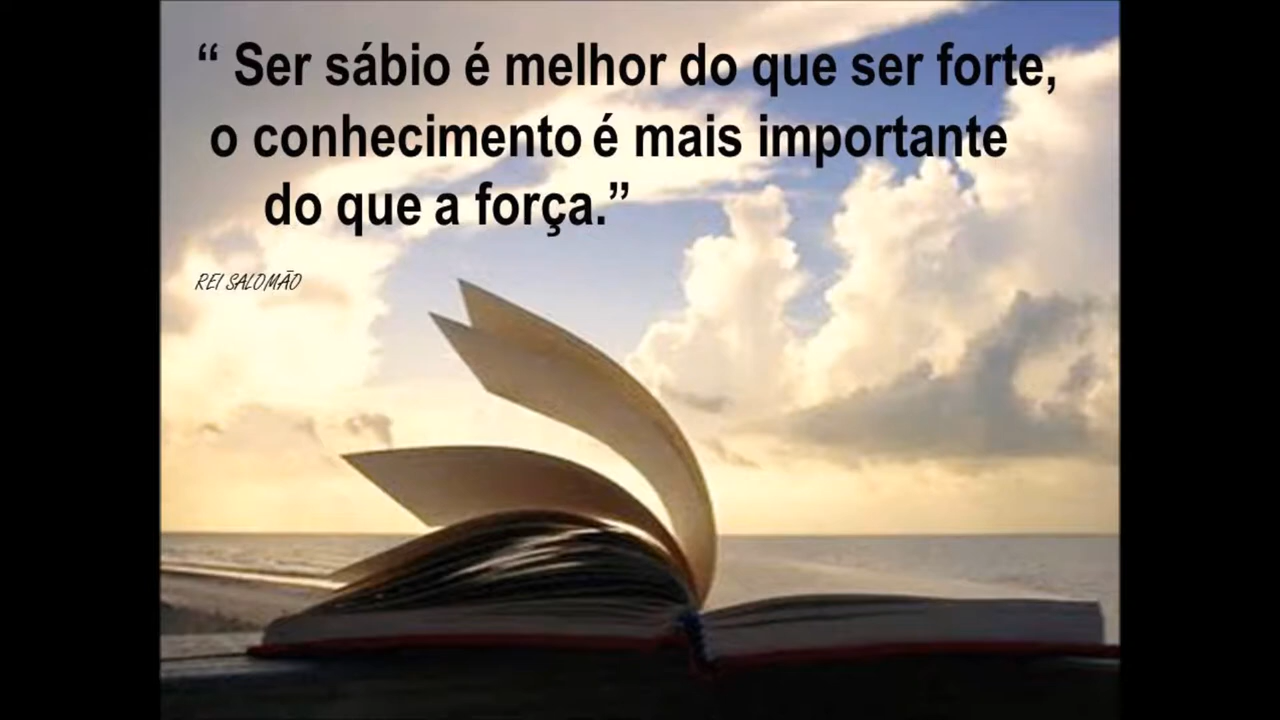 “ Ser sábio é melhor do que ser forte,
o conhecimento é mais importante
do que a força.”
REI SALOMÃO